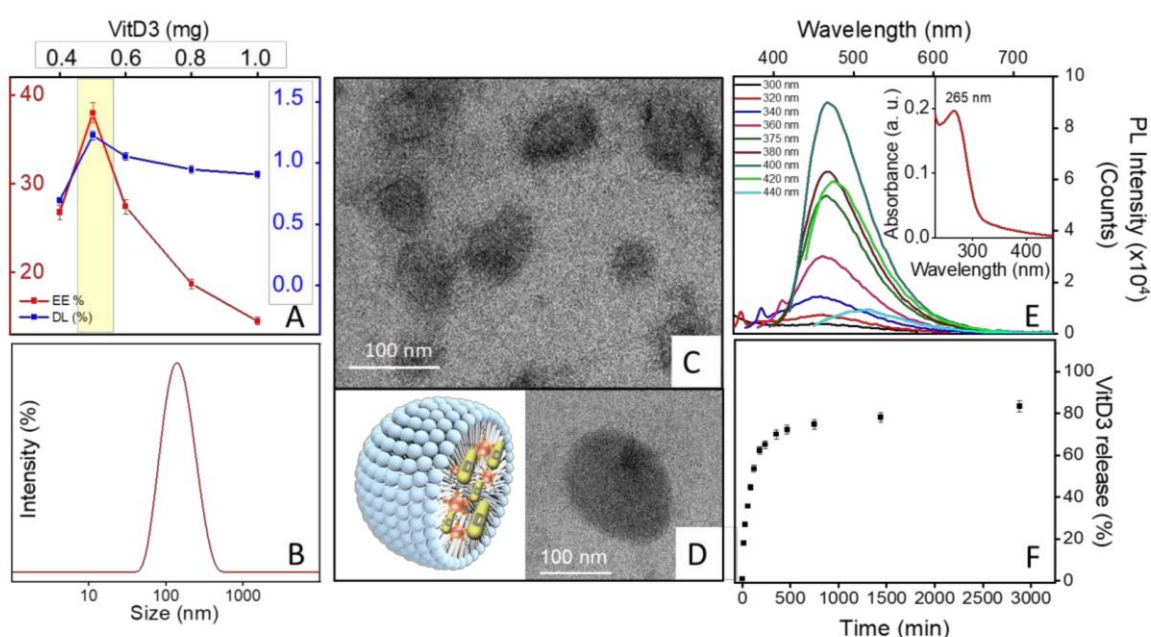 VitD3 (mg)
0.4 0.6 0.8 1.0
40
30
20
1.5
1.0
0.5
0.0
EE %
DL (%)
A
Intensity (%)
B
10 100 1000
Size (nm)
100 nm
C
100 nm
D
Wavelength (nm)
400 500 600 700
300 nm
320 nm
340 nm
360 nm
375 nm
380 nm
400 nm
420 nm
440 nm
265 nm
Absorbance (a. u.)
0.2
0.1
0.0
300 400
Wavelength (nm)
10
8
6
4
2
0
PL Intensity (x10⁴)
(Counts)
E
100
80
60
40
20
0
VitD3 release (%)
F
0 500 1000 1500 2000 2500 3000
Time (min)